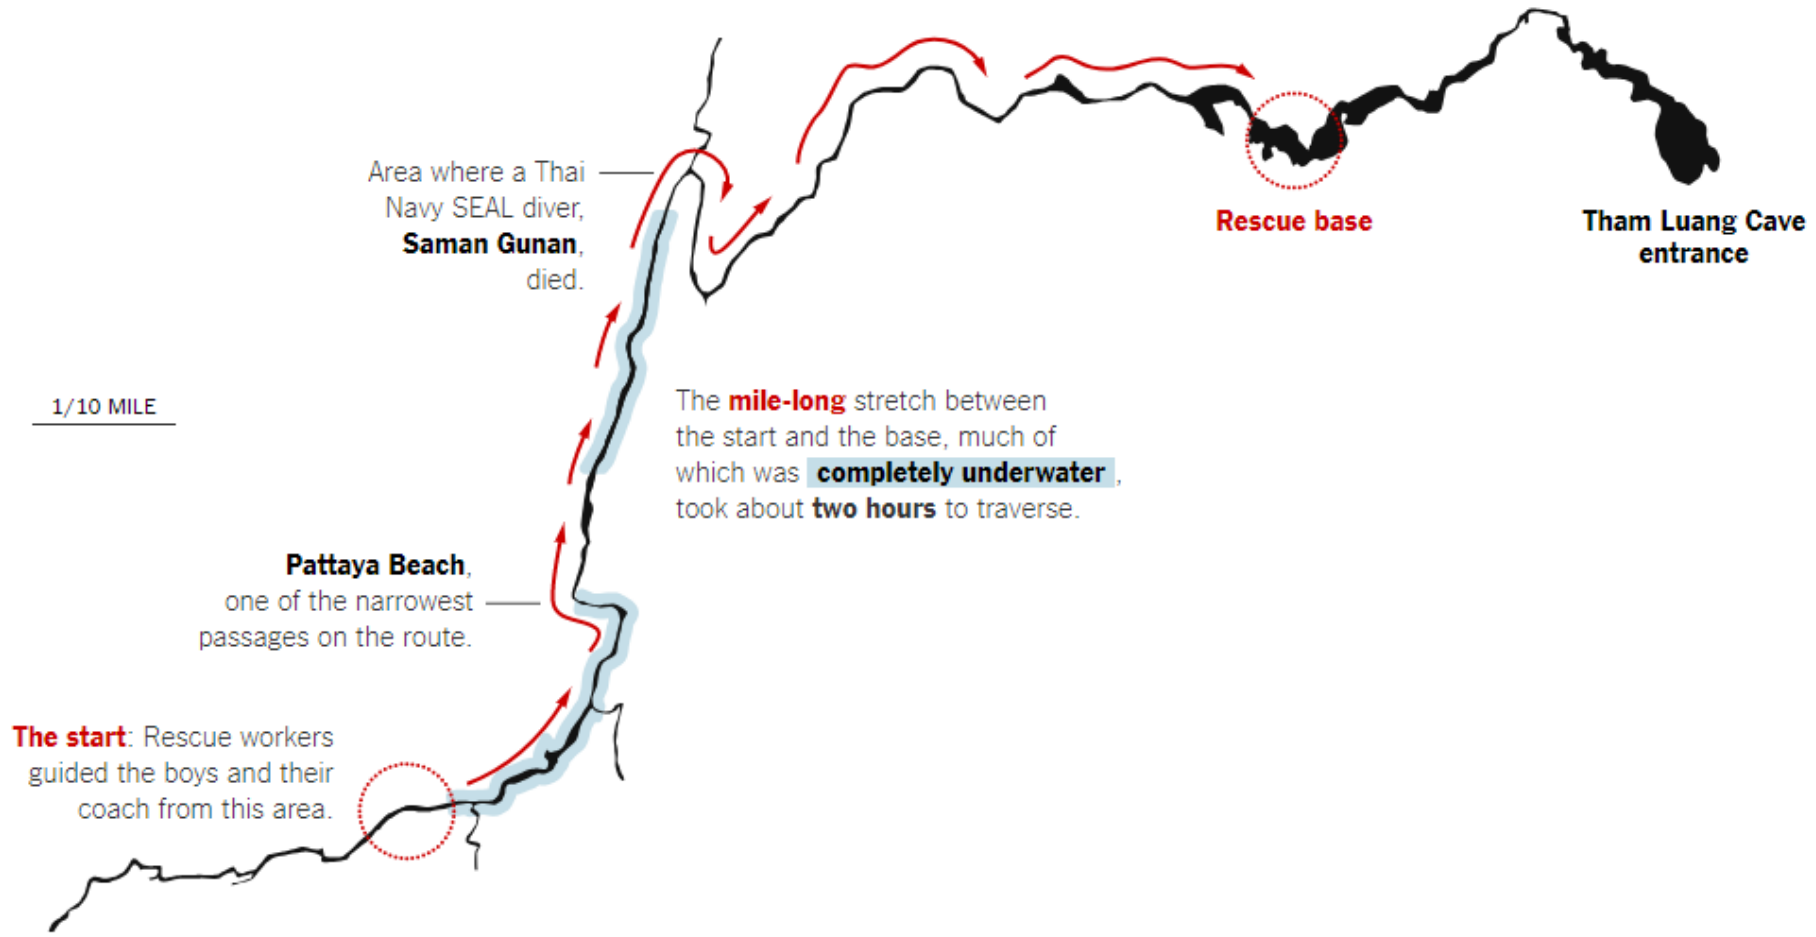 Area where a Thai
Navy SEAL diver,
Saman Gunan,
died.
Rescue base
Tham Luang Cave
entrance
1/10 MILE
The mile-long stretch between
the start and the base, much of
which was completely underwater,
took about two hours to traverse.
Pattaya Beach,
one of the narrowest
passages on the route.
The start: Rescue workers
guided the boys and their
coach from this area.